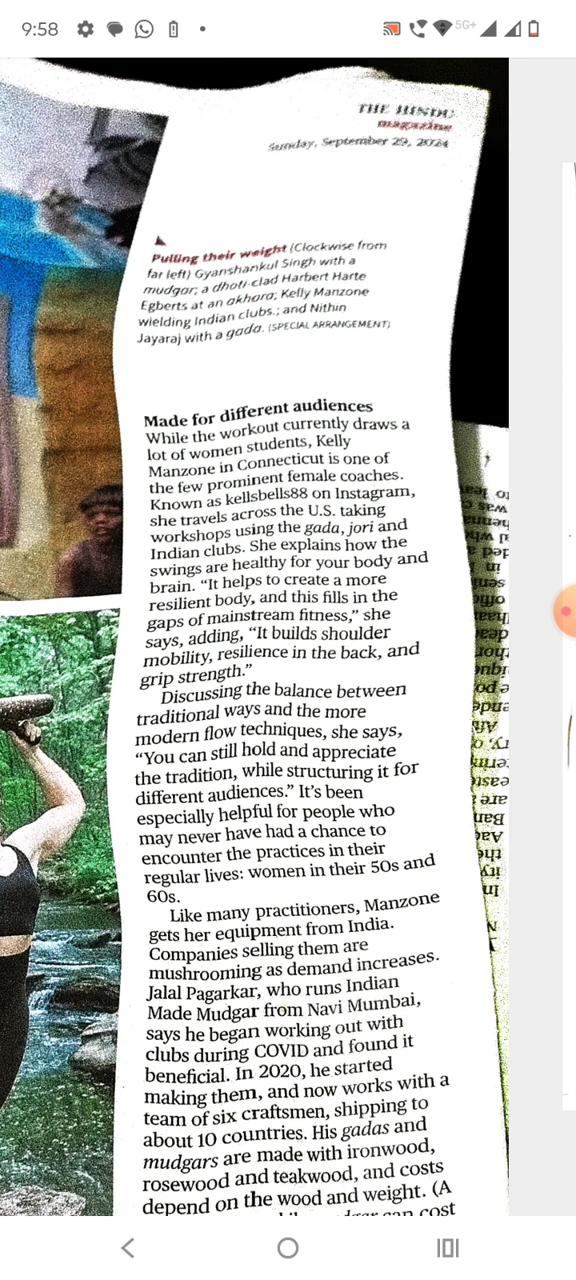 9:58
5G+
THE HINDU
magazine
Sunday, September 29, 2024
Pulling their weight (Clockwise from
far left) Gyanshankul Singh with a
mudgar; a dhoti-clad Harbert Harte
Egberts at an akhara; Kelly Manzone
wielding Indian clubs.; and Nithin
Jayaraj with a gada. (SPECIAL ARRANGEMENT)
Made for different audiences
While the workout currently draws a
lot of women students, Kelly
Manzone in Connecticut is one of
the few prominent female coaches.
Known as kellsbells88 on Instagram,
she travels across the U.S. taking
workshops using the gada, jori and
Indian clubs. She explains how the
swings are healthy for your body and
brain. “It helps to create a more
resilient body, and this fills in the
gaps of mainstream fitness,” she
says, adding, “It builds shoulder
mobility, resilience in the back, and
grip strength.”
Discussing the balance between
traditional ways and the more
modern flow techniques, she says,
“You can still hold and appreciate
the tradition, while structuring it for
different audiences.” It’s been
especially helpful for people who
may never have had a chance to
encounter the practices in their
regular lives: women in their 50s and
60s.
Like many practitioners, Manzone
gets her equipment from India.
Companies selling them are
mushrooming as demand increases.
Jalal Pagarkar, who runs Indian
Made Mudgar from Navi Mumbai,
says he began working out with
clubs during COVID and found it
beneficial. In 2020, he started
making them, and now works with a
team of six craftsmen, shipping to
about 10 countries. His gadas and
mudgars are made with ironwood,
rosewood and teakwood, and costs
depend on the wood and weight. (A
can cost